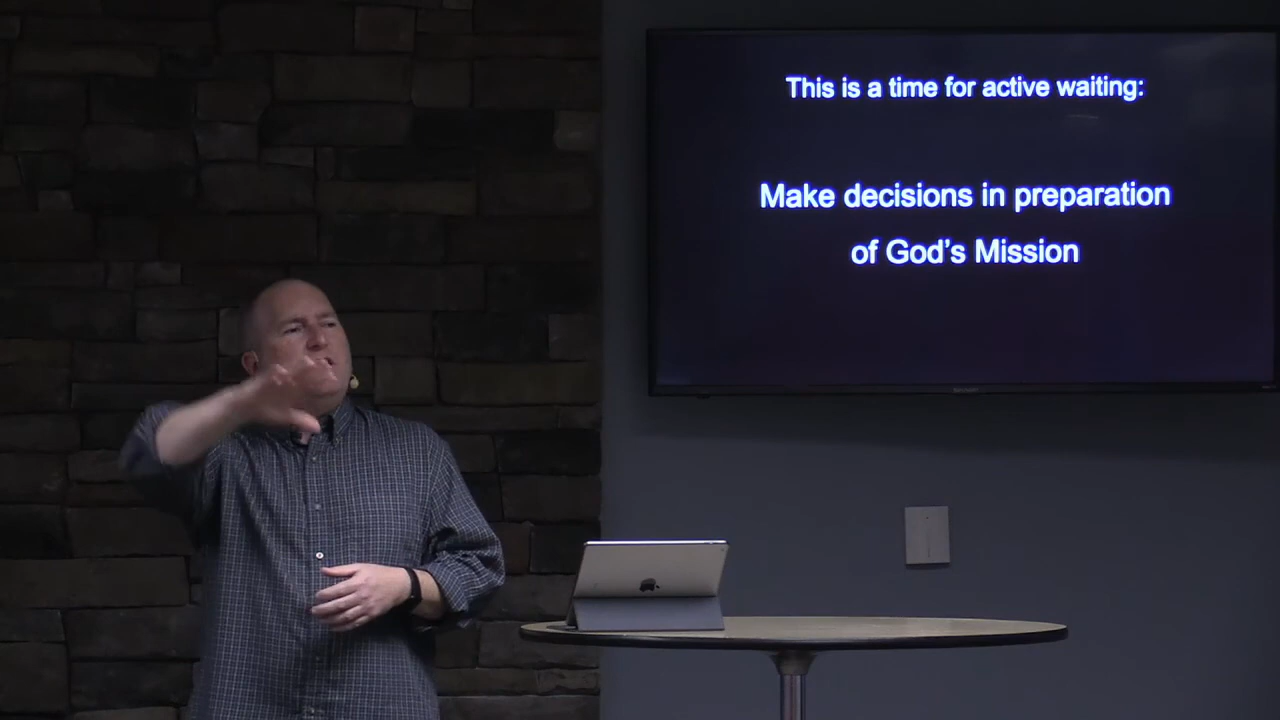 This is a time for active waiting:
Make decisions in preparation
of God’s Mission